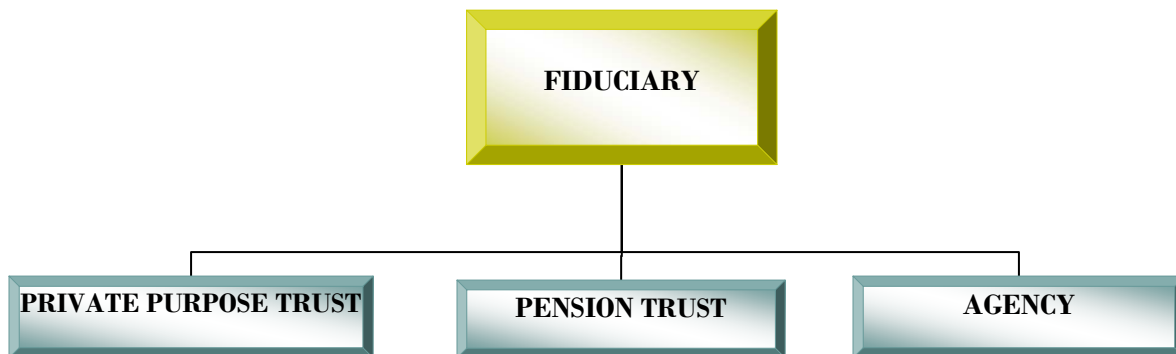 FIDUCIARY
PRIVATE PURPOSE TRUST
PENSION TRUST
AGENCY